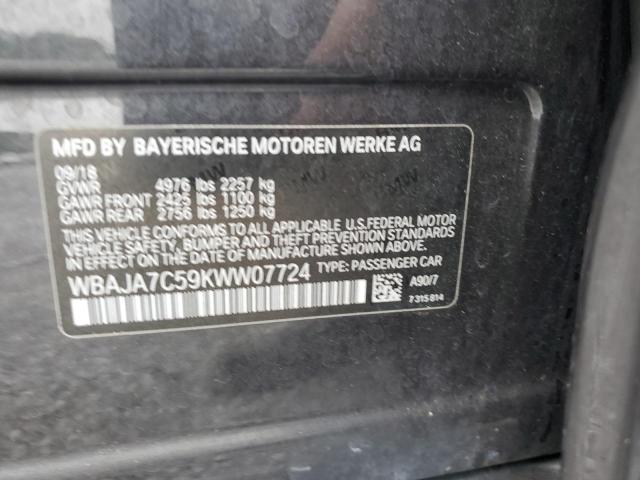 MFD BY BAYERISCHE MOTOREN WERKE AG
09/18
GVWR 4976 lbs 2257 kg
GAWR FRONT 2425 lbs 1100 kg
GAWR REAR 2756 lbs 1250 kg
THIS VEHICLE CONFORMS TO ALL APPLICABLE U.S.FEDERAL MOTOR
VEHICLE SAFETY, BUMPER AND THEFT PREVENTION STANDARDS
IN EFFECT ON THE DATE OF MANUFACTURE SHOWN ABOVE.
WBAJA7C59KWW07724 TYPE: PASSENGER CAR
A90/7
7315814